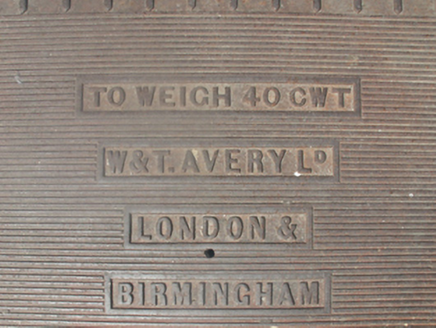 TO WEIGH 40 CWT
W & T. AVERY Lᴰ
LONDON &
BIRMINGHAM